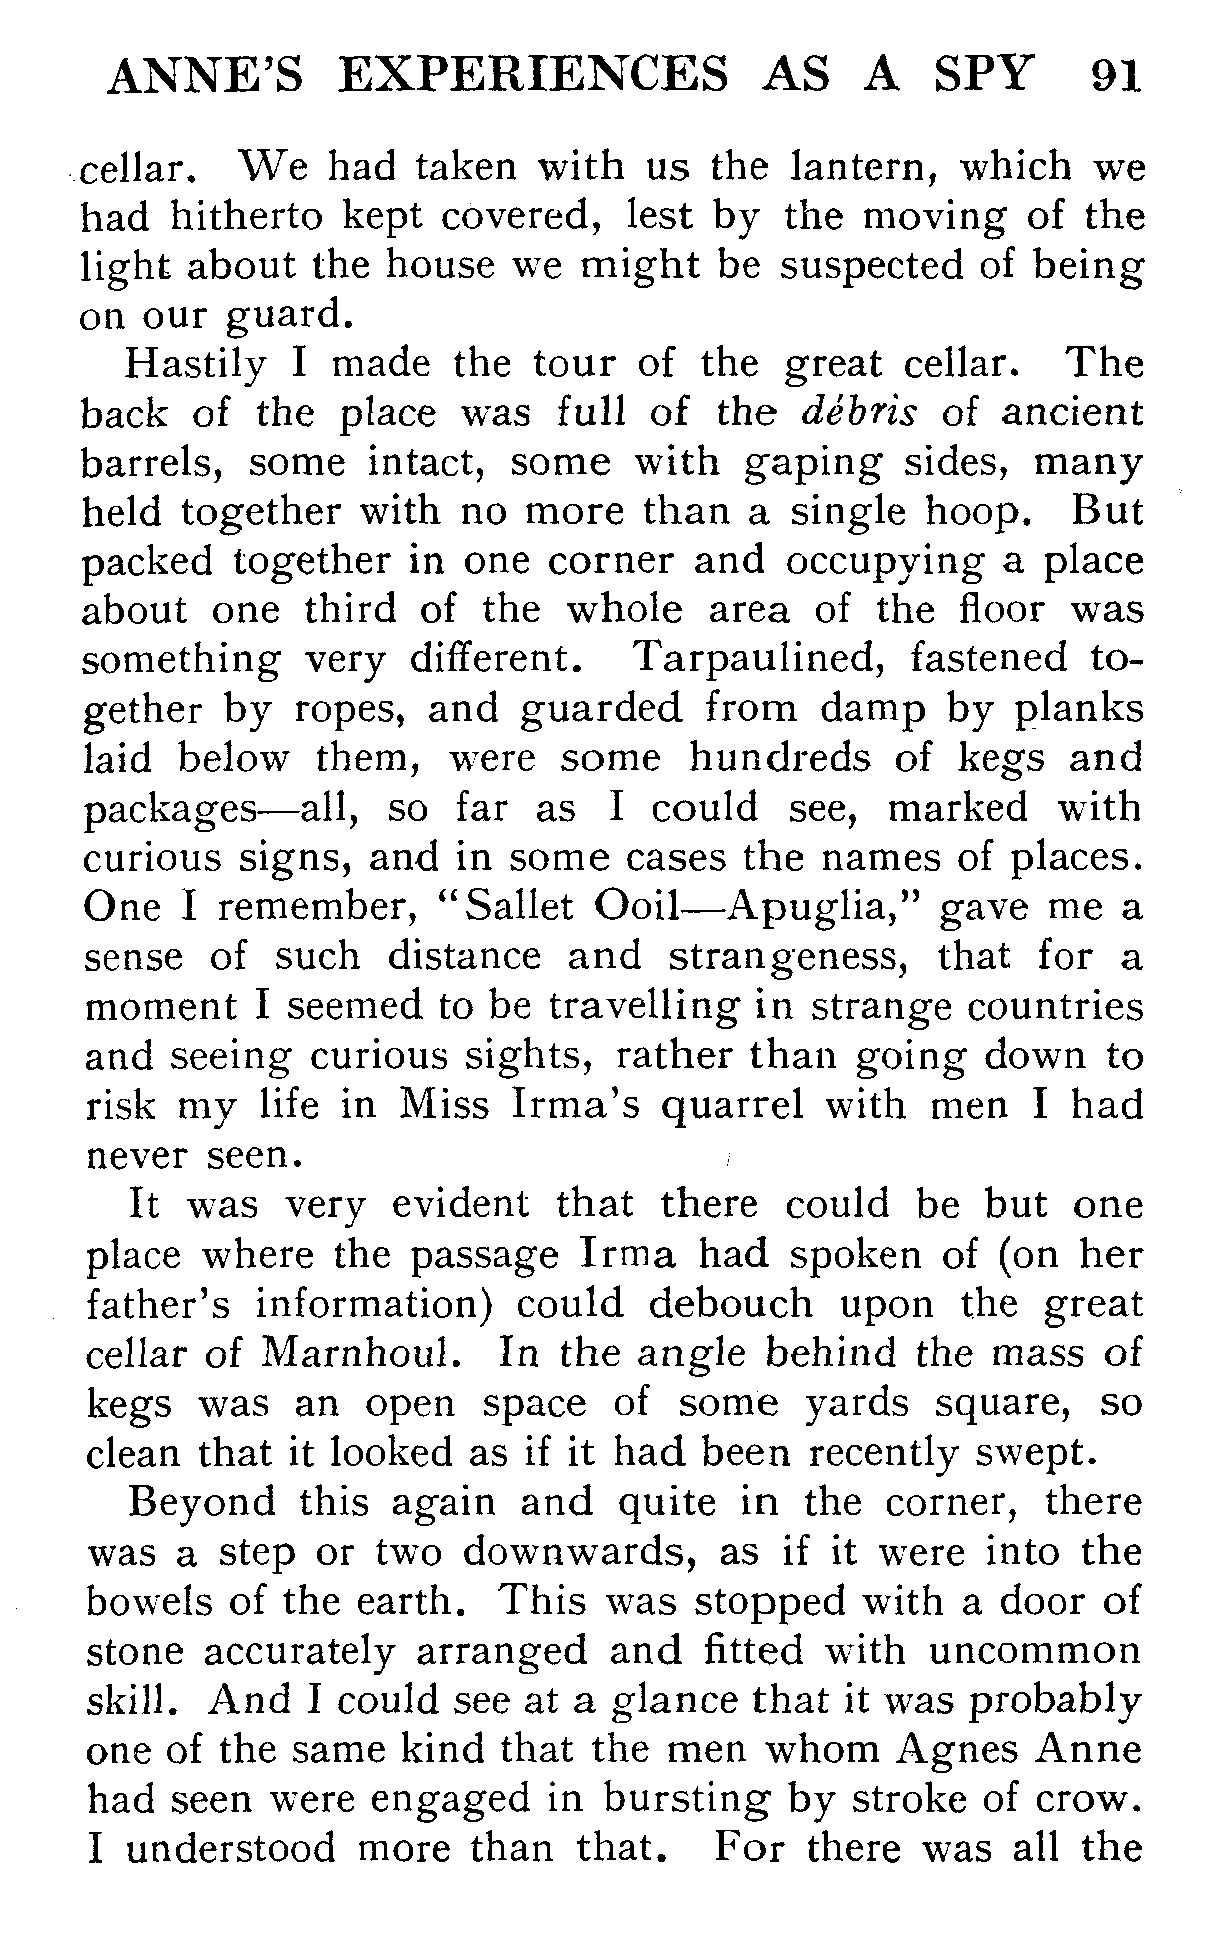 ANNE'S EXPERIENCES AS A SPY 91
cellar. We had taken with us the lantern, which we
had hitherto kept covered, lest by the moving of the
light about the house we might be suspected of being
on our guard.
Hastily I made the tour of the great cellar. The
back of the place was full of the débris of ancient
barrels, some intact, some with gaping sides, many
held together with no more than a single hoop. But
packed together in one corner and occupying a place
about one third of the whole area of the floor was
something very different. Tarpaulined, fastened to-
gether by ropes, and guarded from damp by planks
laid below them, were some hundreds of kegs and
packages—all, so far as I could see, marked with
curious signs, and in some cases the names of places.
One I remember, "Sallet Ooil—Apuglia," gave me a
sense of such distance and strangeness, that for a
moment I seemed to be travelling in strange countries
and seeing curious sights, rather than going down to
risk my life in Miss Irma's quarrel with men I had
never seen.
It was very evident that there could be but one
place where the passage Irma had spoken of (on her
father's information) could debouch upon the great
cellar of Marnhoul. In the angle behind the mass of
kegs was an open space of some yards square, so
clean that it looked as if it had been recently swept.
Beyond this again and quite in the corner, there
was a step or two downwards, as if it were into the
bowels of the earth. This was stopped with a door of
stone accurately arranged and fitted with uncommon
skill. And I could see at a glance that it was probably
one of the same kind that the men whom Agnes Anne
had seen were engaged in bursting by stroke of crow.
I understood more than that. For there was all the